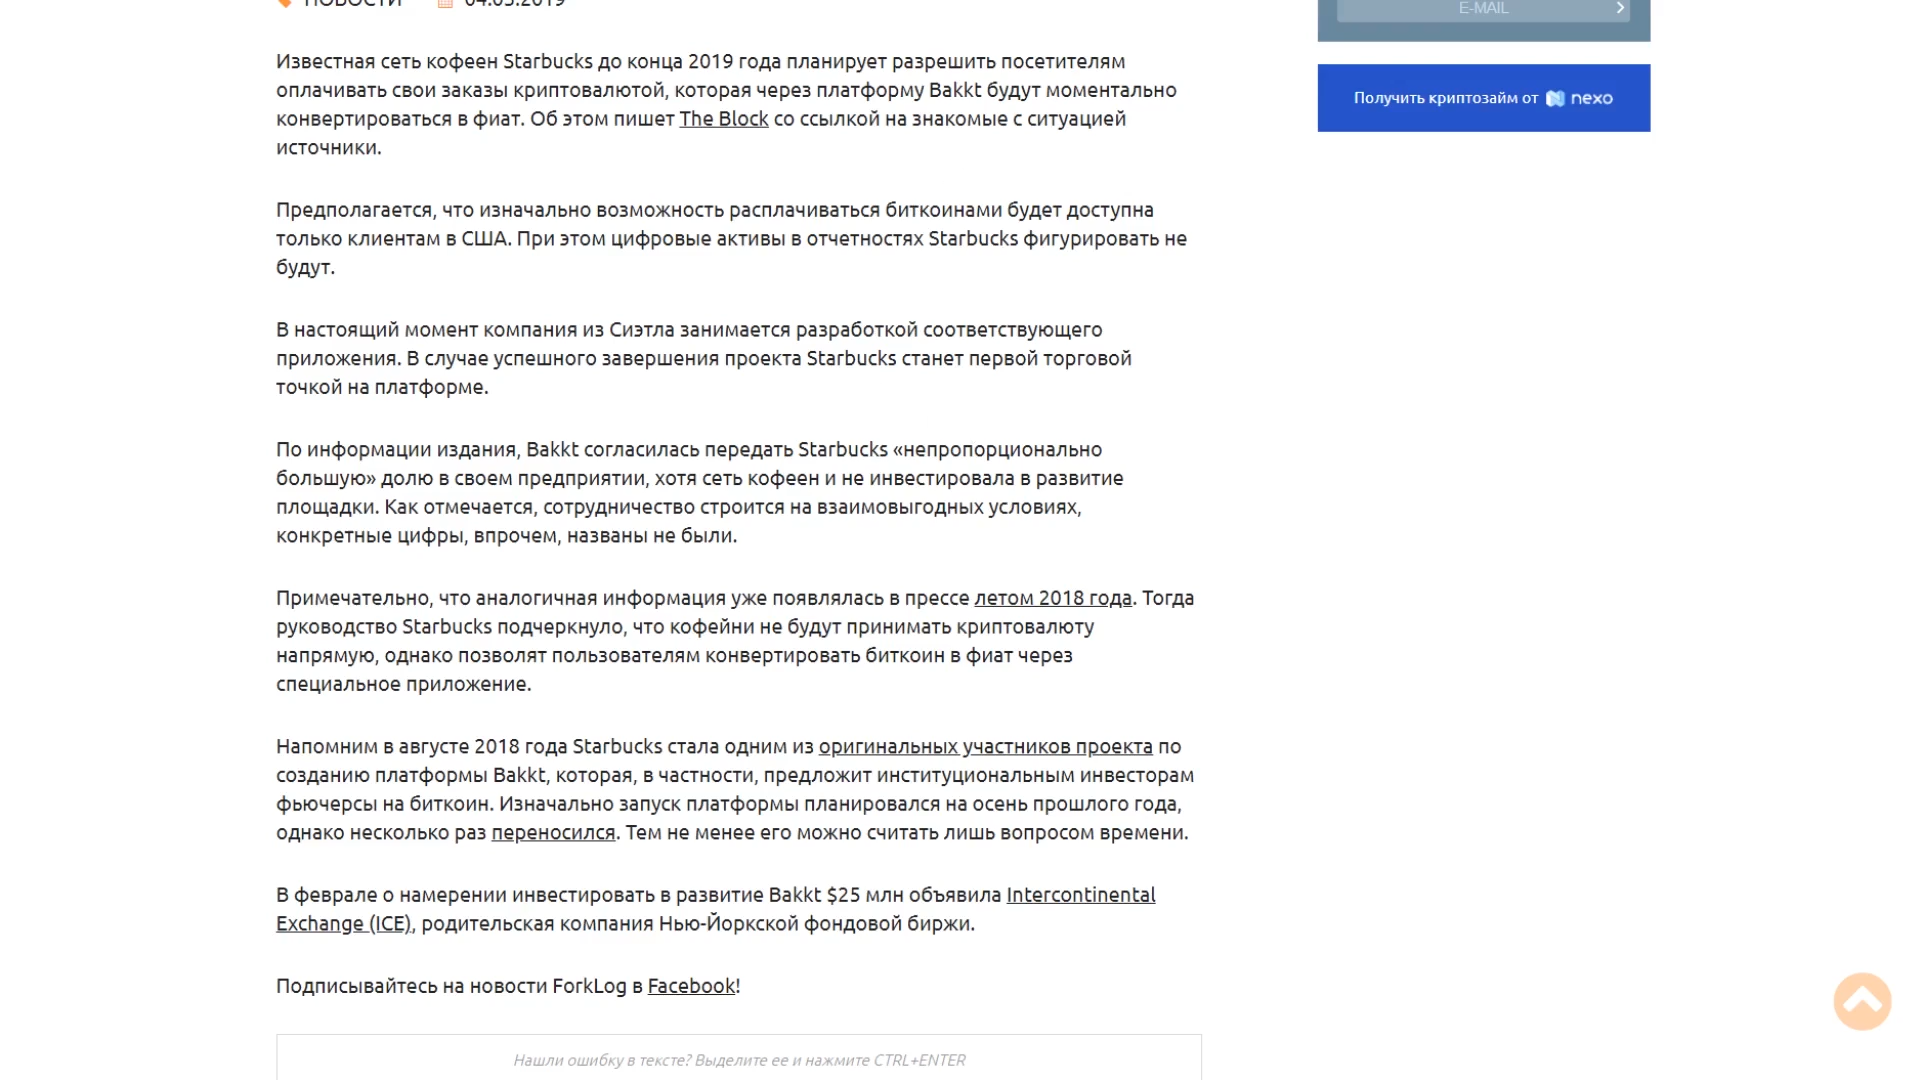 НОВОСТИ 04.03.2019
E-MAIL
Известная сеть кофеен Starbucks до конца 2019 года планирует разрешить посетителям
оплачивать свои заказы криптовалютой, которая через платформу Bakkt будут моментально
конвертироваться в фиат. Об этом пишет The Block со ссылкой на знакомые с ситуацией
источники.
Получить криптозайм от nexo
Предполагается, что изначально возможность расплачиваться биткоинами будет доступна
только клиентам в США. При этом цифровые активы в отчетностях Starbucks фигурировать не
будут.
В настоящий момент компания из Сиэтла занимается разработкой соответствующего
приложения. В случае успешного завершения проекта Starbucks станет первой торговой
точкой на платформе.
По информации издания, Bakkt согласилась передать Starbucks «непропорционально
большую» долю в своем предприятии, хотя сеть кофеен и не инвестировала в развитие
площадки. Как отмечается, сотрудничество строится на взаимовыгодных условиях,
конкретные цифры, впрочем, названы не были.
Примечательно, что аналогичная информация уже появлялась в прессе летом 2018 года. Тогда
руководство Starbucks подчеркнуло, что кофейни не будут принимать криптовалюту
напрямую, однако позволят пользователям конвертировать биткоин в фиат через
специальное приложение.
Напомним в августе 2018 года Starbucks стала одним из оригинальных участников проекта по
созданию платформы Bakkt, которая, в частности, предложит институциональным инвесторам
фьючерсы на биткоин. Изначально запуск платформы планировался на осень прошлого года,
однако несколько раз переносился. Тем не менее его можно считать лишь вопросом времени.
В феврале о намерении инвестировать в развитие Bakkt $25 млн объявила Intercontinental
Exchange (ICE), родительская компания Нью-Йоркской фондовой биржи.
Подписывайтесь на новости ForkLog в Facebook!
Нашли ошибку в тексте? Выделите ее и нажмите CTRL+ENTER